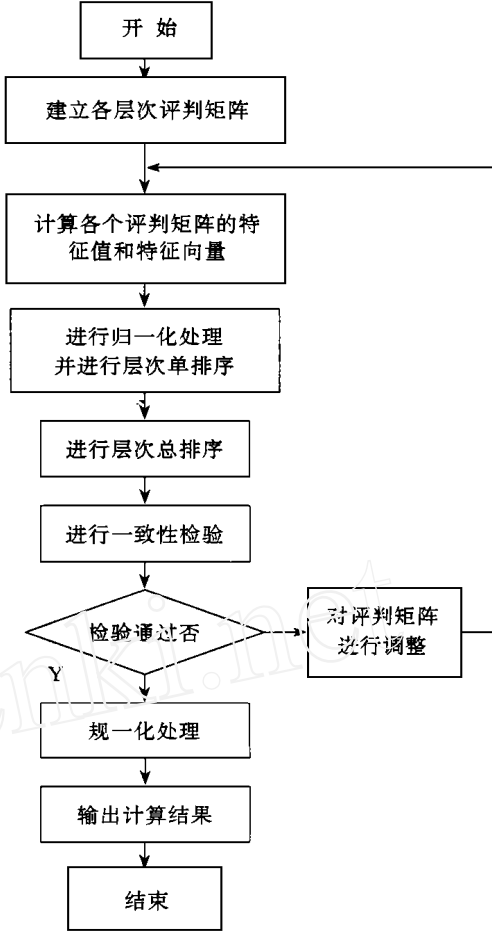 开 始
建立各层次评判矩阵
计算各个评判矩阵的特
征值和特征向量
进行归一化处理
并进行层次单排序
进行层次总排序
进行一致性检验
检验通过否
对评判矩阵
进行调整
Y
规一化处理
输出计算结果
结束